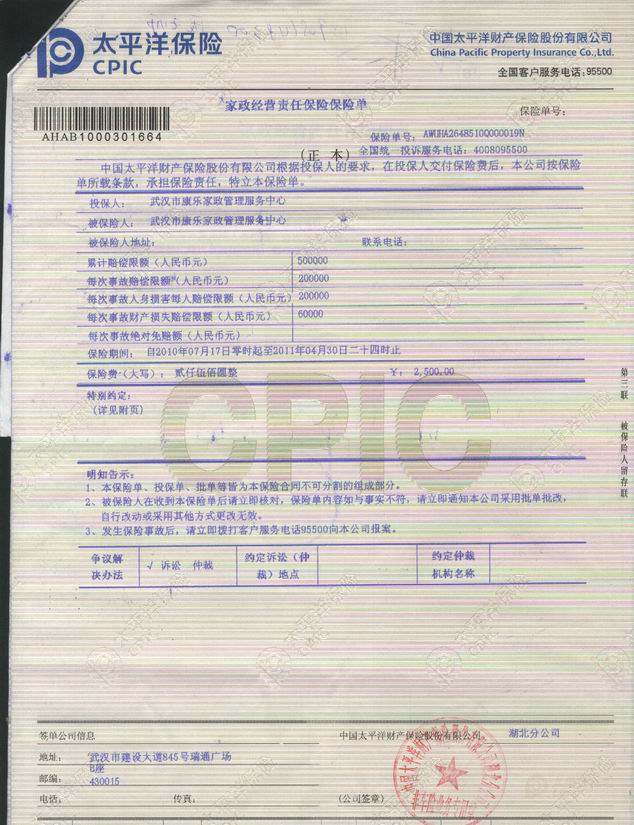 太平洋保险
CPIC
中国太平洋财产保险股份有限公司
China Pacific Property Insurance Co.,Ltd.
全国客户服务电话:95500
家政经营责任保险保险单
保险单号:
AHAB1000301664
保险单号: AWUHA2648510Q000019N
(正 本) 全国统一投诉服务电话: 4008095500
中国太平洋财产保险股份有限公司根据投保人的要求,在投保人交付保险费后,本公司按保险
单所载条款,承担保险责任,特立本保险单。
投保人: 武汉市康乐家政管理服务中心
被保险人: 武汉市康乐家政管理服务中心
被保险人地址: 联系电话:
累计赔偿限额(人民币元) 500000
每次事故赔偿限额(人民币元) 200000
每次事故人身损害每人赔偿限额(人民币元) 200000
每次事故财产损失赔偿限额(人民币元) 60000
每次事故绝对免赔额(人民币元)
保险期间: 自2010年07月17日零时起至2011年04月30日二十四时止
保险费(大写): 贰仟伍佰圆整 ¥: 2,500.00
特别约定:
(详见附页)
CPIC
明知告示:
1、本保险单、投保单、批单等皆为本保险合同不可分割的组成部分。
2、被保险人在收到本保险单后请立即核对,保险单内容如与事实不符,请立即通知本公司采用批单批改,
自行改动或采用其他方式更改无效。
3、发生保险事故后,请立即拨打客户服务电话95500向本公司报案。
争议解决办法 √ 诉讼 仲裁 约定诉讼(仲裁)地点 约定仲裁机构名称
第三联 被保险人留存联
签单公司信息 中国太平洋财产保险股份有限公司 湖北分公司
地址: 武汉市建设大道845号瑞通广场
B座
邮编: 430015
电话: 传真: (公司签章)
非车险业务专用章